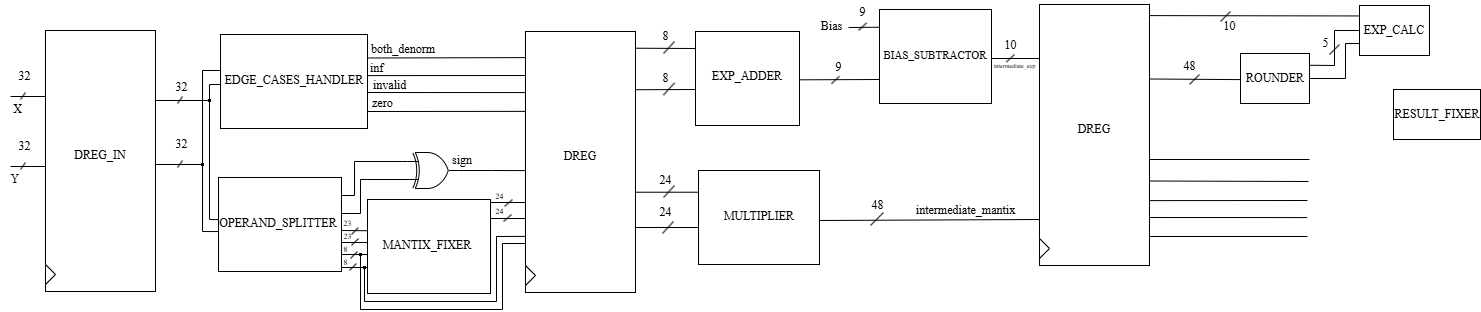 32
X
32
Y
DREG_IN
32
32
EDGE_CASES_HANDLER
both_denorm
inf
invalid
zero
OPERAND_SPLITTER
sign
23
23
8
8
MANTIX_FIXER
24
24
DREG
8
8
24
24
EXP_ADDER
9
Bias
9
BIAS_SUBTRACTOR
10
intermediate_exp
MULTIPLIER
48
intermediate_mantix
DREG
10
48
ROUNDER
5
EXP_CALC
RESULT_FIXER